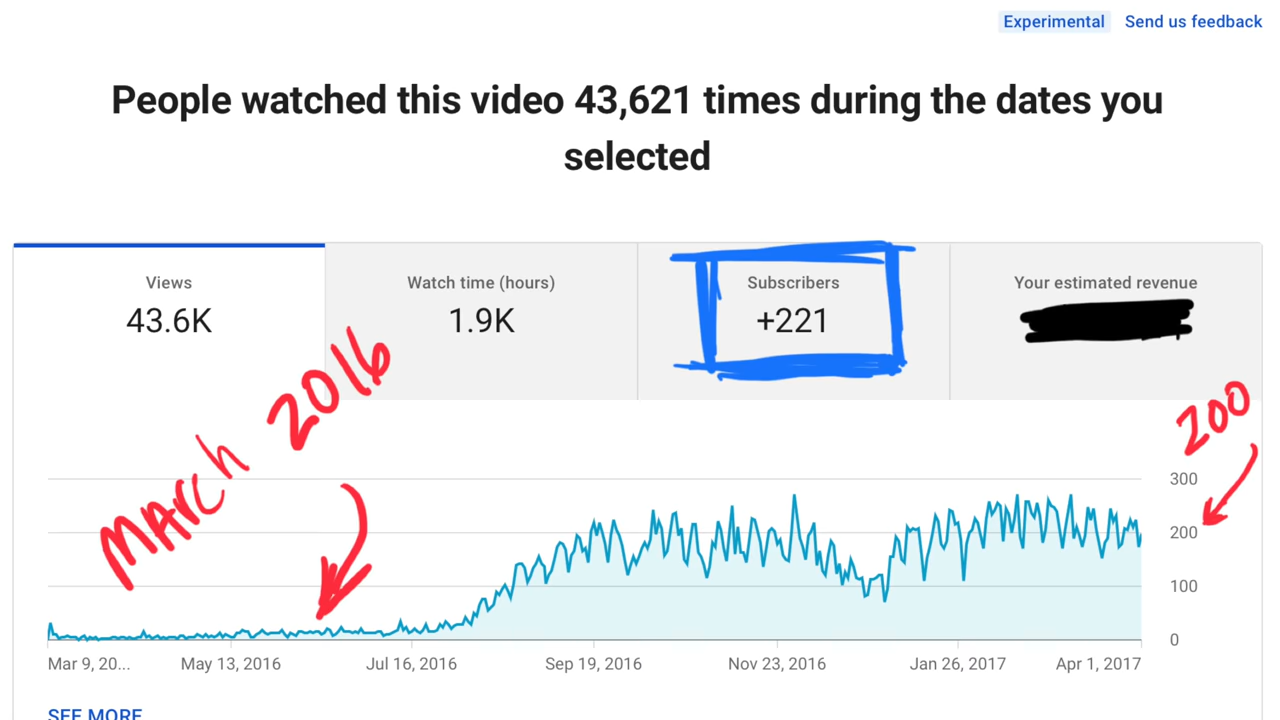 Experimental Send us feedback
People watched this video 43,621 times during the dates you
selected
Views Watch time (hours) Subscribers Your estimated revenue
43.6K 1.9K +221
MARCH 2016
200
300
200
100
0
Mar 9, 20... May 13, 2016 Jul 16, 2016 Sep 19, 2016 Nov 23, 2016 Jan 26, 2017 Apr 1, 2017
SEE MORE